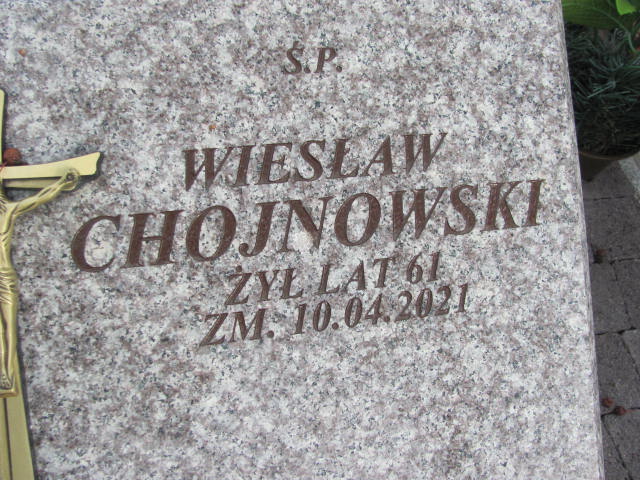 Ś.P.
WIESŁAW
CHOJNOWSKI
ŻYŁ LAT 61
ZM. 10.04.2021